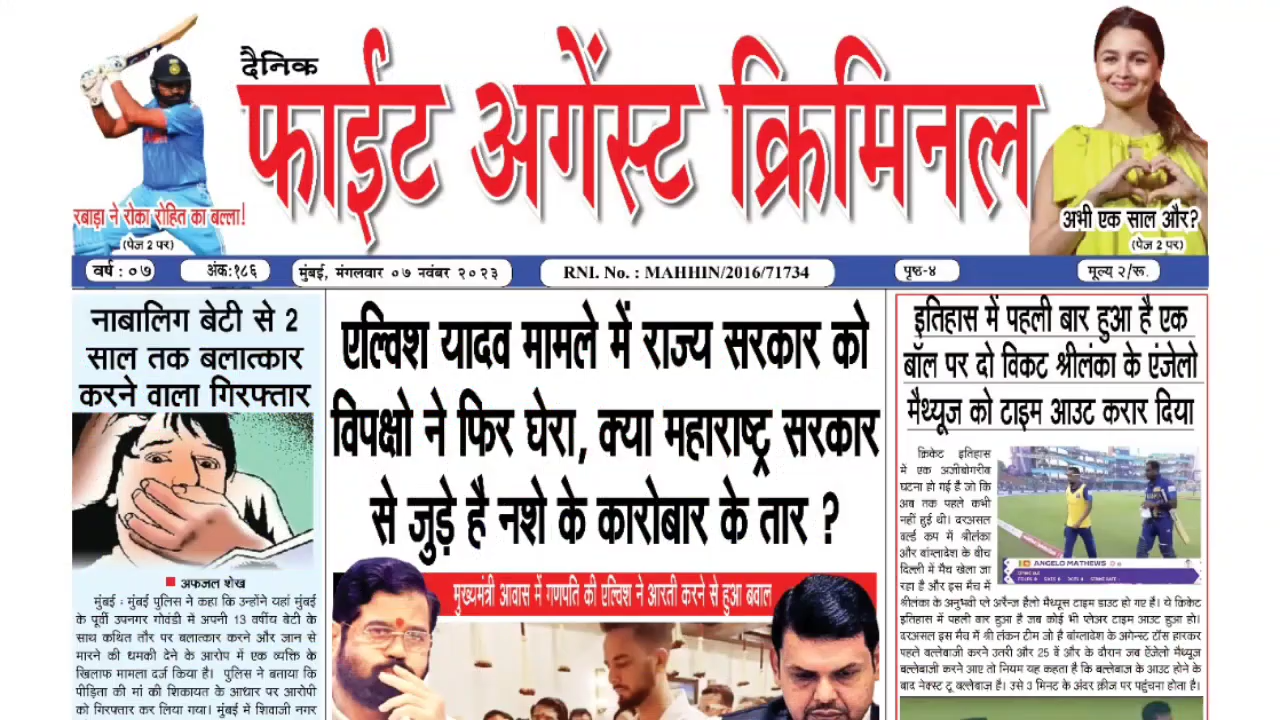 दैनिक
फाईट अगेंस्ट क्रिमिनल
रबाड़ा ने रोका रोहित का बल्ला!
(पेज 2 पर)
अभी एक साल और?
(पेज 2 पर)
वर्ष : ०७
अंक:१८६
मुंबई, मंगलवार ०७ नवंबर २०२३
RNI. No. : MAHHIN/2016/71734
पृष्ठ-४
मूल्य २/रू.
नाबालिग बेटी से 2
साल तक बलात्कार
करने वाला गिरफ्तार
अफजल शेख
मुंबई : मुंबई पुलिस ने कहा कि उन्होंने यहां मुंबई
के पूर्वी उपनगर गोवंडी में अपनी 13 वर्षीय बेटी के
साथ कथित तौर पर बलात्कार करने और जान से
मारने की धमकी देने के आरोप में एक व्यक्ति के
खिलाफ मामला दर्ज किया है। पुलिस ने बताया कि
पीड़िता की मां की शिकायत के आधार पर आरोपी
को गिरफ्तार कर लिया गया। मुंबई में शिवाजी नगर
एल्विश यादव मामले में राज्य सरकार को
विपक्षो ने फिर घेरा, क्या महाराष्ट्र सरकार
से जुड़े है नशे के कारोबार के तार ?
मुख्यमंत्री आवास में गणपति की एल्विश ने आरती करने से हुआ बवाल
इतिहास में पहली बार हुआ है एक
बॉल पर दो विकट श्रीलंका के एंजेलो
मैथ्यूज को टाइम आउट करार दिया
क्रिकेट इतिहास
में एक अजीबोगरीब
घटना हो गई है जो कि
अब तक पहले कभी
नहीं हुई थी। दरअसल
वर्ल्ड कप में श्रीलंका
और बांग्लादेश के बीच
दिल्ली में मैच खेला जा
रहा है और इस मैच में
ANGELO MATHEWS
श्रीलंका के अनुभवी प्ले अरेंन्ज हैलो मैथ्यूस टाइम डाउट हो गए है। ये क्रिकेट
इतिहास में पहली बार हुआ है जब कोई भी प्लेअर टाइम आउट हुआ हो।
दरअसल इस मैच में श्री लंकन टीम जो है बांग्लादेश के अगेन्स्ट टॉस हारकर
पहले बल्लेबाजी करने उतरी और 25 वें और के दौरान जब ऐंजेलो मैथ्यूज
बल्लेबाजी करने आए तो नियम यह कहता है कि बल्लेबाज के आउट होने के
बाद नेक्स्ट टू बल्लेबाज है। उसे 3 मिनट के अंदर क्रीज पर पहुंचना होता है।